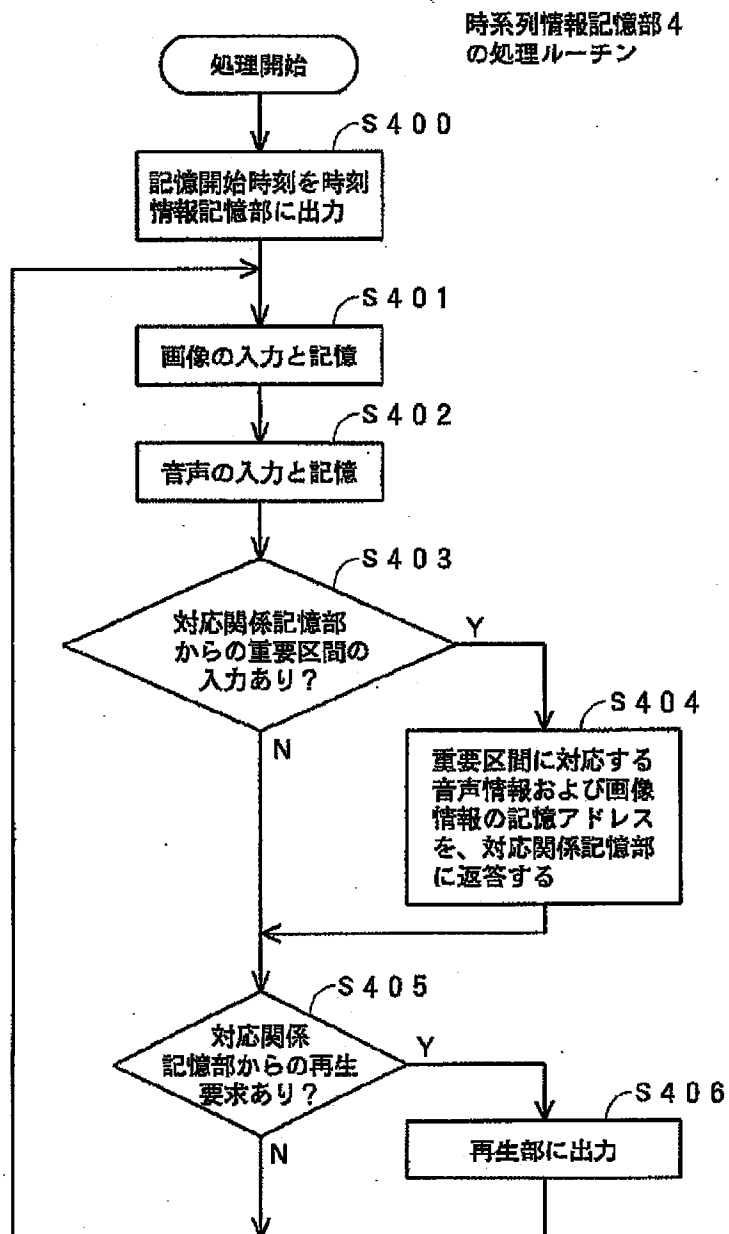 時系列情報記憶部4
の処理ルーチン
処理開始
S400
記憶開始時刻を時刻
情報記憶部に出力
S401
画像の入力と記憶
S402
音声の入力と記憶
S403
対応関係記憶部
からの重要区間の
入力あり？
Y
N
S404
重要区間に対応する
音声情報および画像
情報の記憶アドレス
を、対応関係記憶部
に返答する
S405
対応関係
記憶部からの再生
要求あり？
Y
N
S406
再生部に出力